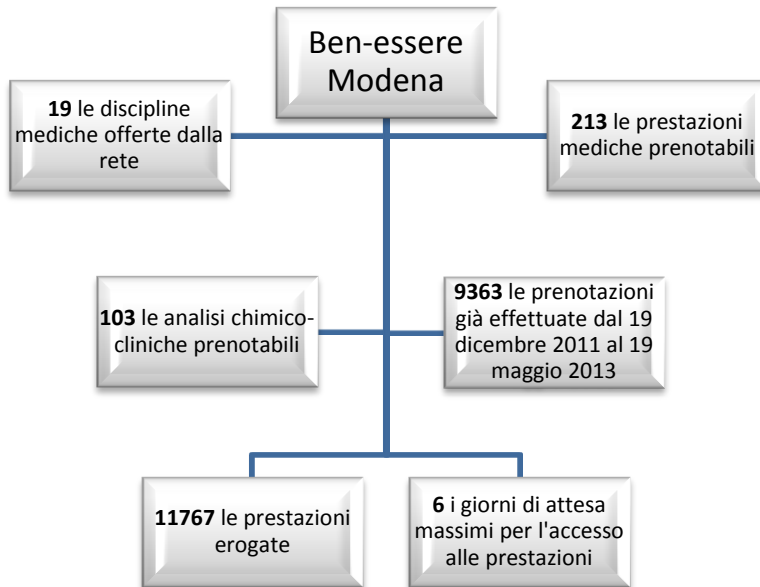 Ben-essere
Modena
19 le discipline
mediche offerte dalla
rete
213 le prestazioni
mediche prenotabili
103 le analisi chimico-
cliniche prenotabili
9363 le prenotazioni
già effettuate dal 19
dicembre 2011 al 19
maggio 2013
11767 le prestazioni
erogate
6 i giorni di attesa
massimi per l'accesso
alle prestazioni